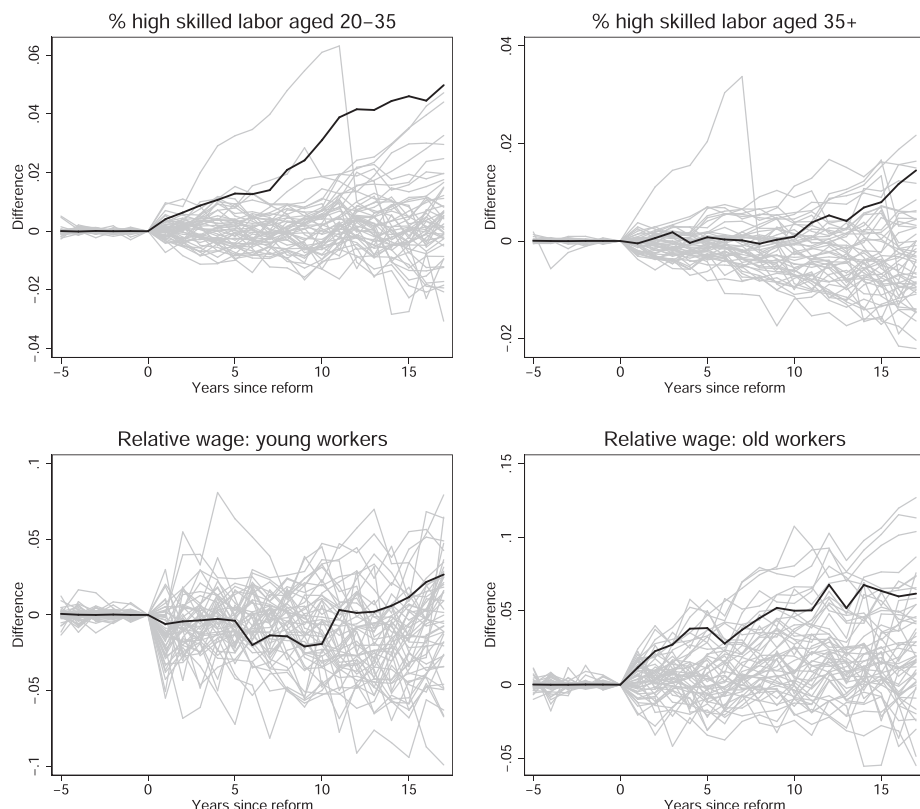 % high skilled labor aged 20–35
% high skilled labor aged 35+
Difference
.06
.04
.02
0
–.02
–.04
–5 0 5 10 15
Years since reform
Difference
.04
.02
0
–.02
–5 0 5 10 15
Years since reform
Relative wage: young workers
Relative wage: old workers
Difference
.1
.05
0
–.05
–.1
–5 0 5 10 15
Years since reform
Difference
.15
.1
.05
0
–.05
–5 0 5 10 15
Years since reform